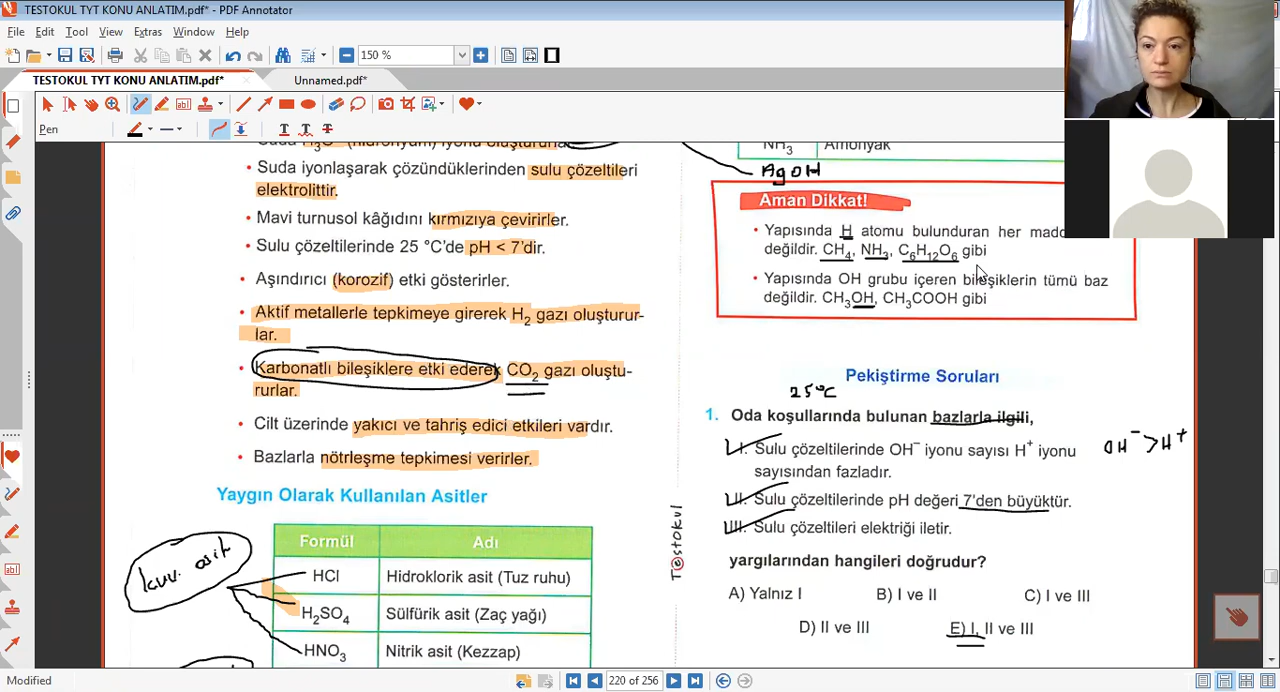 TESTOKUL TYT KONU ANLATIM.pdf* - PDF Annotator
File Edit Tool View Extras Window Help
150 %
TESTOKUL TYT KONU ANLATIM.pdf* Unnamed.pdf*
Pen
Suda H₃O⁺ (hidronyum) iyonu oluştururlar
Suda iyonlaşarak çözündüklerinden sulu çözeltileri
elektrolittir.
• Mavi turnusol kâğıdını kırmızıya çevirirler.
• Sulu çözeltilerinde 25 °C'de pH < 7'dir.
• Aşındırıcı (korozif) etki gösterirler.
• Aktif metallerle tepkimeye girerek H₂ gazı oluşturur-
lar.
• Karbonatlı bileşiklere etki ederek CO₂ gazı oluştu-
rurlar.
• Cilt üzerinde yakıcı ve tahriş edici etkileri vardır.
• Bazlarla nötrleşme tepkimesi verirler.
Yaygın Olarak Kullanılan Asitler
Formül Adı
kuv. asit
HCl Hidroklorik asit (Tuz ruhu)
H₂SO₄ Sülfürik asit (Zaç yağı)
HNO₃ Nitrik asit (Kezzap)
NH₃ Amonyak
AgOH
Aman Dikkat!
• Yapısında H atomu bulunduran her madd
değildir. CH₄, NH₃, C₆H₁₂O₆ gibi
• Yapısında OH grubu içeren bileşiklerin tümü baz
değildir. CH₃OH, CH₃COOH gibi
Pekiştirme Soruları
25°C
1. Oda koşullarında bulunan bazlarla ilgili,
I. Sulu çözeltilerinde OH⁻ iyonu sayısı H⁺ iyonu
sayısından fazladır.
OH⁻ > H⁺
II. Sulu çözeltilerinde pH değeri 7'den büyüktür.
III. Sulu çözeltileri elektriği iletir.
yargılarından hangileri doğrudur?
A) Yalnız I B) I ve II C) I ve III
D) II ve III E) I, II ve III
Testokul
Modified
220 of 256